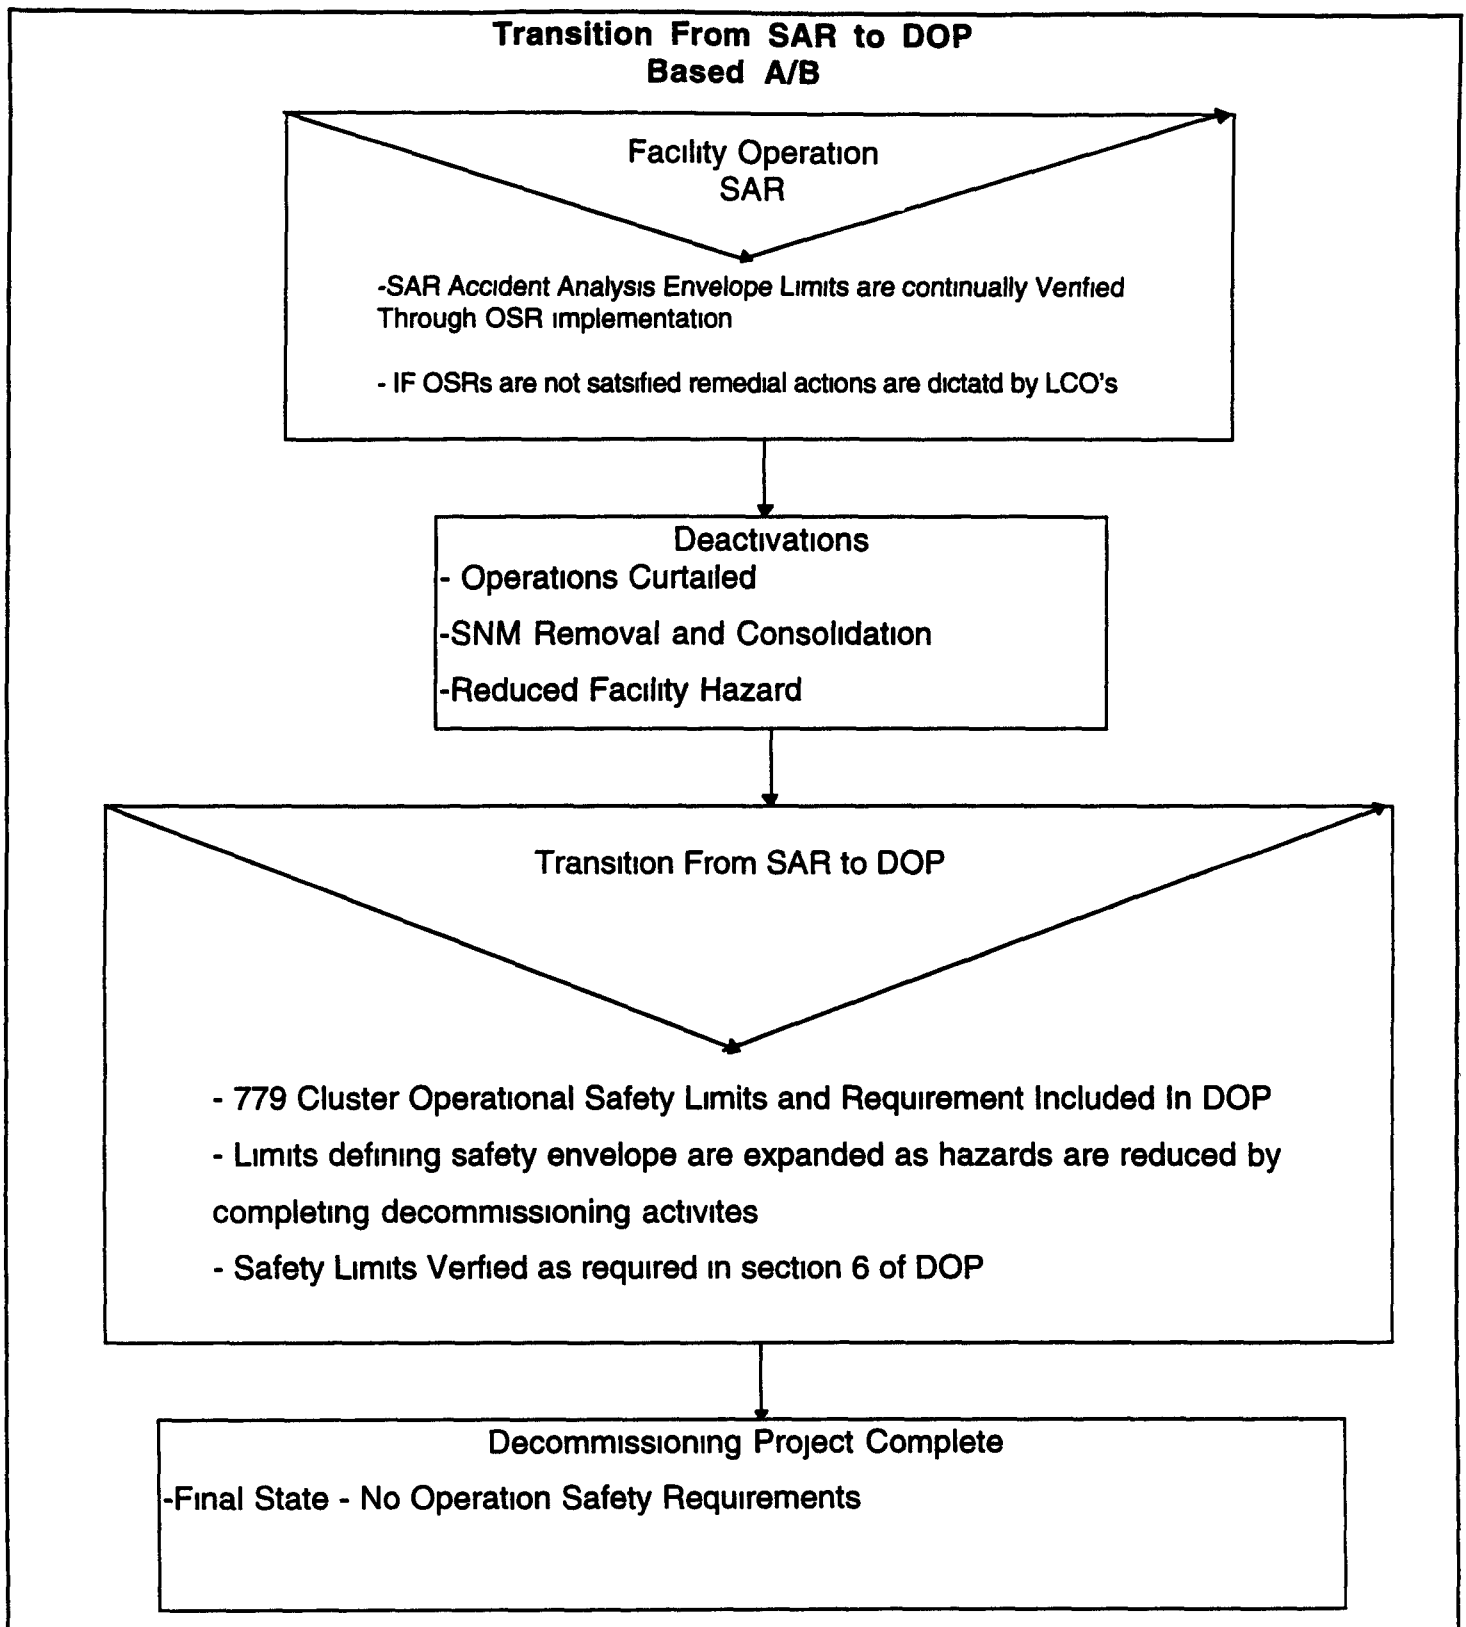 Transition From SAR to DOP
Based A/B
Facility Operation
SAR
-SAR Accident Analysis Envelope Limits are continually Verified
Through OSR implementation
- IF OSRs are not satsified remedial actions are dictatd by LCO's
Deactivations
- Operations Curtailed
-SNM Removal and Consolidation
-Reduced Facility Hazard
Transition From SAR to DOP
- 779 Cluster Operational Safety Limits and Requirement Included In DOP
- Limits defining safety envelope are expanded as hazards are reduced by
completing decommissioning activites
- Safety Limits Verfied as required in section 6 of DOP
Decommissioning Project Complete
-Final State - No Operation Safety Requirements